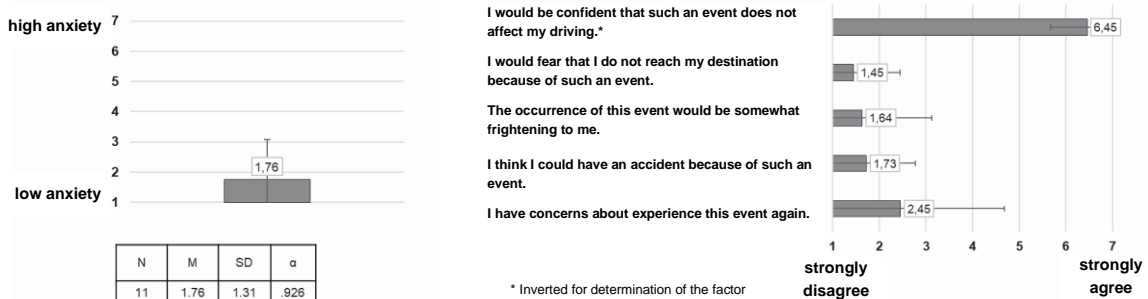 high anxiety
7
6
5
4
3
2
1
low anxiety
1,76
N M SD α
11 1.76 1.31 .926
I would be confident that such an event does not
affect my driving.*
6,45
I would fear that I do not reach my destination
because of such an event.
1,45
The occurrence of this event would be somewhat
frightening to me.
1,64
I think I could have an accident because of such an
event.
1,73
I have concerns about experience this event again.
2,45
1 2 3 4 5 6 7
strongly
disagree
strongly
agree
* Inverted for determination of the factor